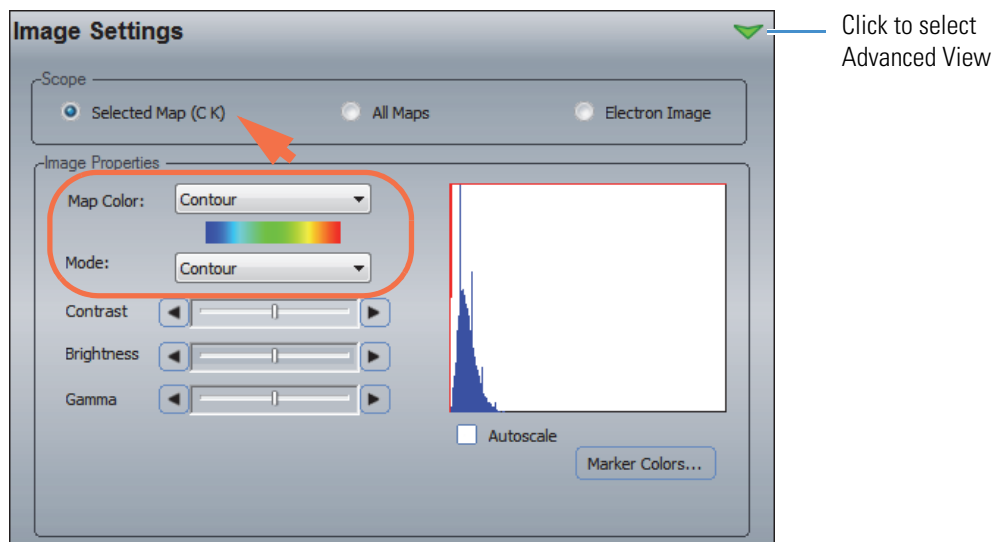 Image Settings
Click to select
Advanced View
Scope
Selected Map (C K)
All Maps
Electron Image
Image Properties
Map Color:
Contour
Mode:
Contour
Contrast
Brightness
Gamma
Autoscale
Marker Colors...